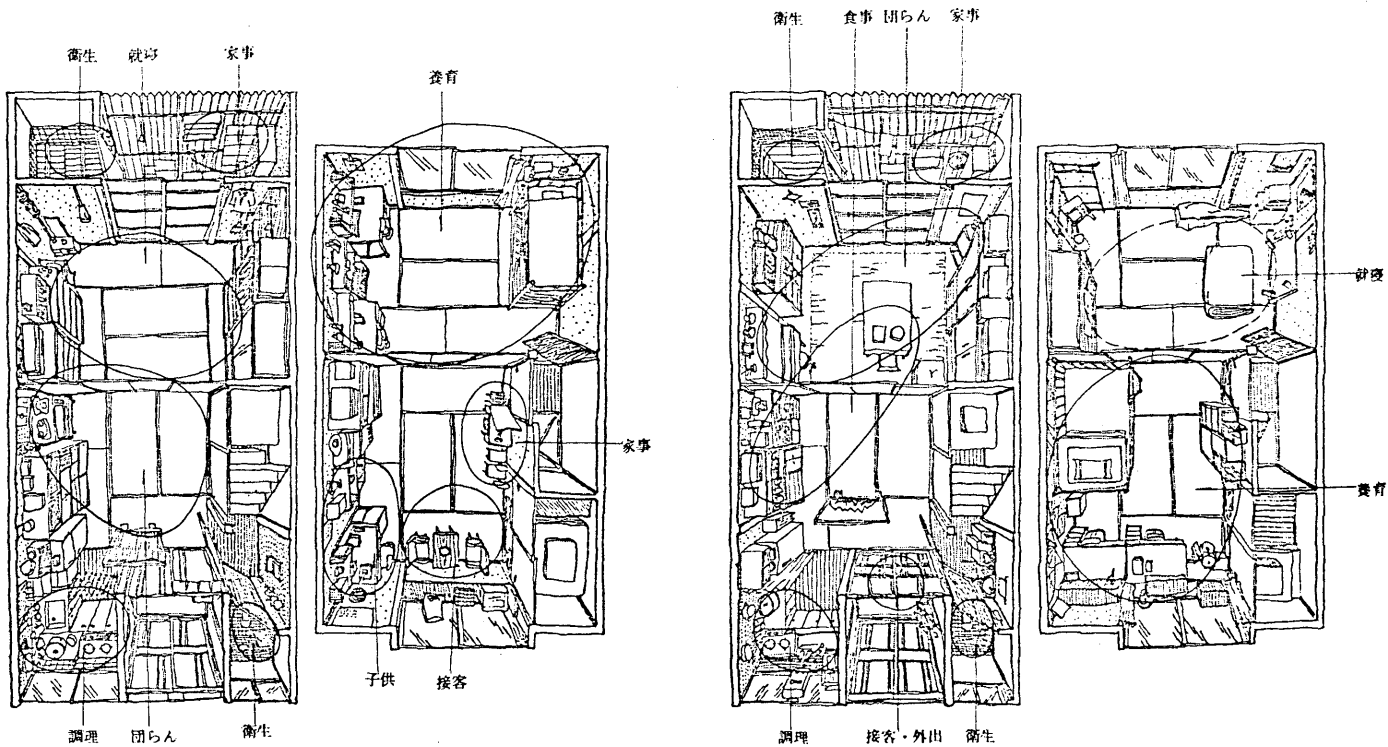 衛生 就寝 家事
養育
家事
子供 接客
調理 団らん 衛生
衛生 食事 団らん 家事
就寝
養育
調理 接客・外出 衛生